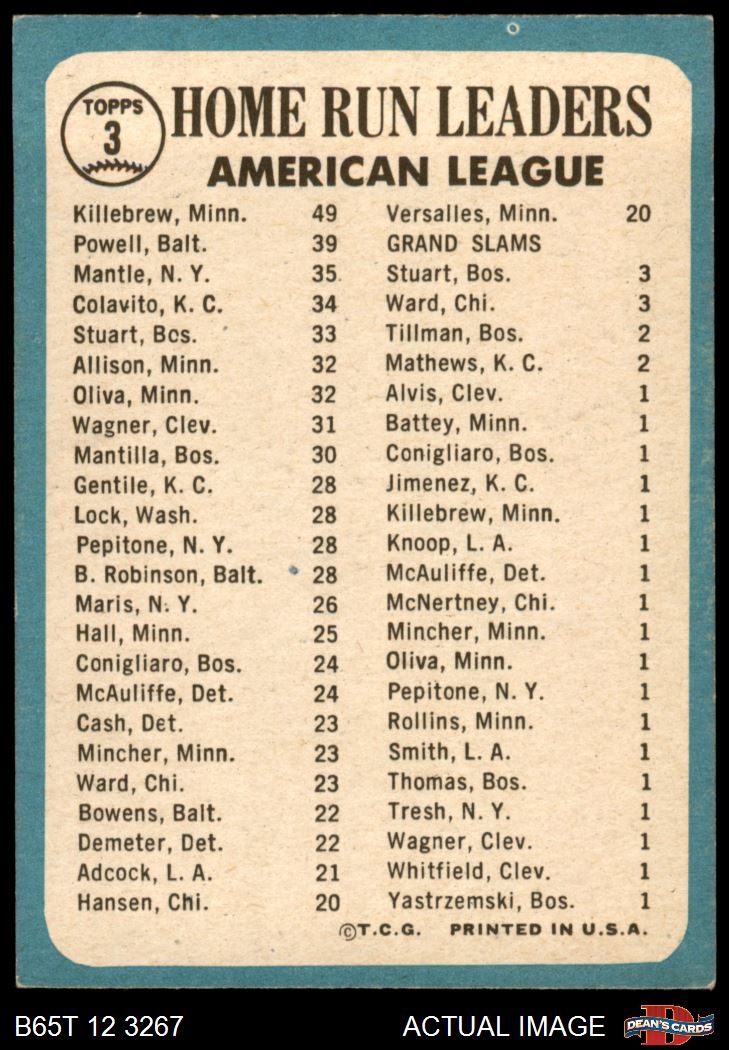 TOPPS
3
HOME RUN LEADERS
AMERICAN LEAGUE
Killebrew, Minn. 49
Powell, Balt. 39
Mantle, N. Y. 35
Colavito, K. C. 34
Stuart, Bos. 33
Allison, Minn. 32
Oliva, Minn. 32
Wagner, Clev. 31
Mantilla, Bos. 30
Gentile, K. C. 28
Lock, Wash. 28
Pepitone, N. Y. 28
B. Robinson, Balt. 28
Maris, N. Y. 26
Hall, Minn. 25
Conigliaro, Bos. 24
McAuliffe, Det. 24
Cash, Det. 23
Mincher, Minn. 23
Ward, Chi. 23
Bowens, Balt. 22
Demeter, Det. 22
Adcock, L. A. 21
Hansen, Chi. 20
Versalles, Minn. 20
GRAND SLAMS
Stuart, Bos. 3
Ward, Chi. 3
Tillman, Bos. 2
Mathews, K. C. 2
Alvis, Clev. 1
Battey, Minn. 1
Conigliaro, Bos. 1
Jimenez, K. C. 1
Killebrew, Minn. 1
Knoop, L. A. 1
McAuliffe, Det. 1
McNertney, Chi. 1
Mincher, Minn. 1
Oliva, Minn. 1
Pepitone, N. Y. 1
Rollins, Minn. 1
Smith, L. A. 1
Thomas, Bos. 1
Tresh, N. Y. 1
Wagner, Clev. 1
Whitfield, Clev. 1
Yastrzemski, Bos. 1
©T.C.G. PRINTED IN U.S.A.
B65T 12 3267
ACTUAL IMAGE
D
DEAN'S CARDS